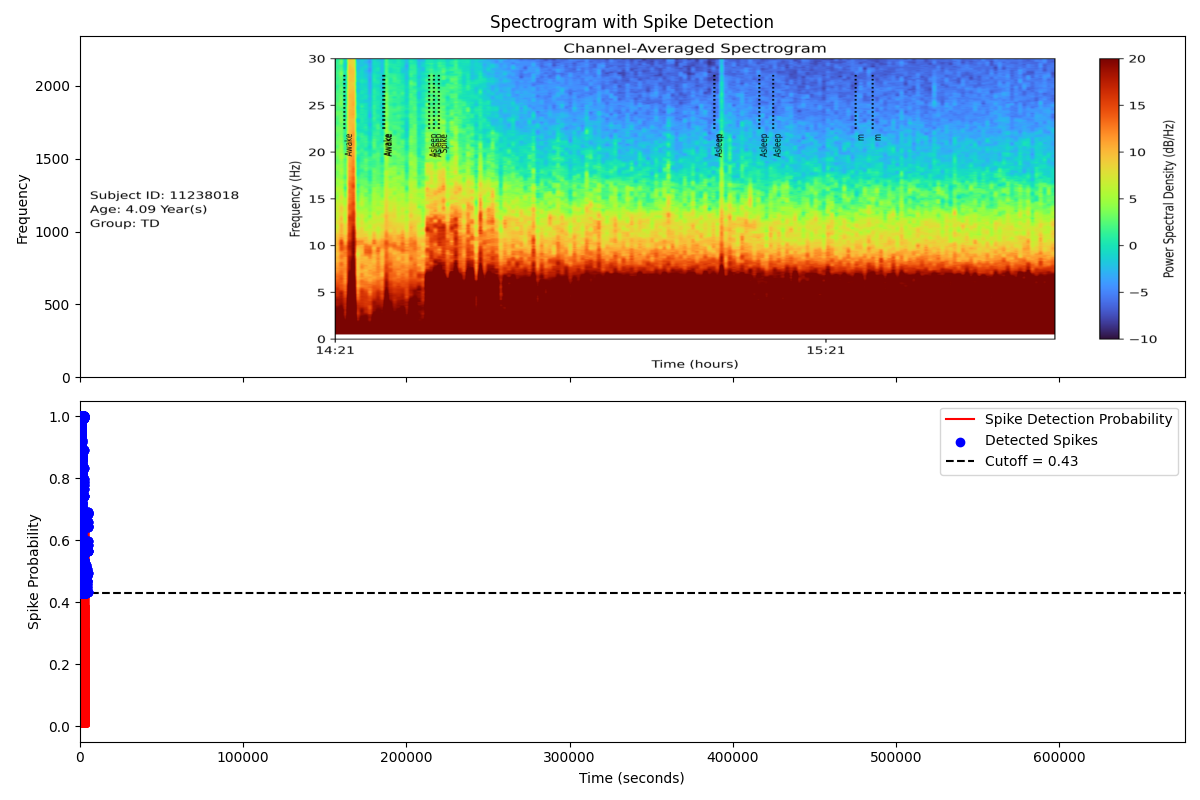 Spectrogram with Spike Detection
Channel-Averaged Spectrogram
Frequency
2000
1500
1000
500
0
Subject ID: 11238018
Age: 4.09 Year(s)
Group: TD
Frequency (Hz)
30
25
20
15
10
5
0
Awake
Awake
Asleep
Asleep
Spike
Asleep
Asleep
Asleep
m
m
14:21
15:21
Time (hours)
20
15
10
5
0
−5
−10
Power Spectral Density (dB/Hz)
Spike Probability
1.0
0.8
0.6
0.4
0.2
0.0
Spike Detection Probability
Detected Spikes
Cutoff = 0.43
0
100000
200000
300000
400000
500000
600000
Time (seconds)